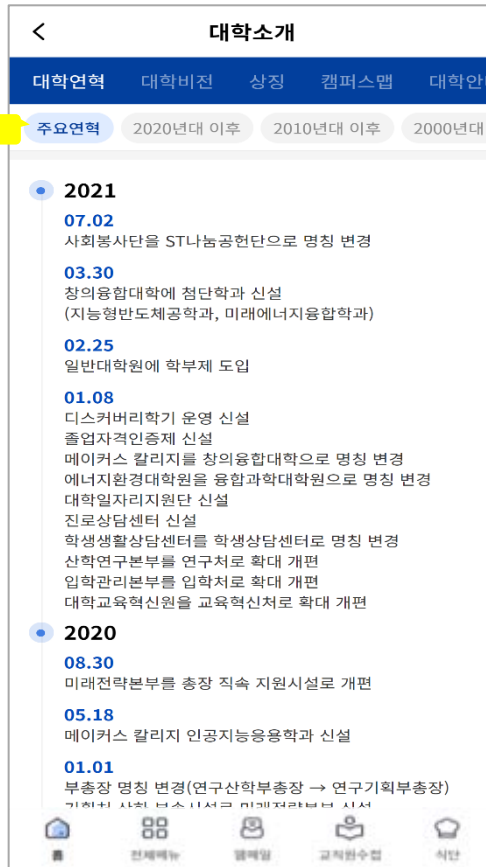 대학소개
대학연혁 대학비전 상징 캠퍼스맵 대학안
주요연혁 2020년대 이후 2010년대 이후 2000년대
2021
07.02
사회봉사단을 ST나눔공헌단으로 명칭 변경
03.30
창의융합대학에 첨단학과 신설
(지능형반도체공학과, 미래에너지융합학과)
02.25
일반대학원에 학부제 도입
01.08
디스커버리학기 운영 신설
졸업자격인증제 신설
메이커스 칼리지를 창의융합대학으로 명칭 변경
에너지환경대학원을 융합과학대학원으로 명칭 변경
대학일자리지원단 신설
진로상담센터 신설
학생생활상담센터를 학생상담센터로 명칭 변경
산학연구본부를 연구처로 확대 개편
입학관리본부를 입학처로 확대 개편
대학교육혁신원을 교육혁신처로 확대 개편
2020
08.30
미래전략본부를 총장 직속 지원시설로 개편
05.18
메이커스 칼리지 인공지능응용학과 신설
01.01
부총장 명칭 변경(연구산학부총장 → 연구기획부총장)
홈 전체메뉴 웹메일 교직원수첩 식단